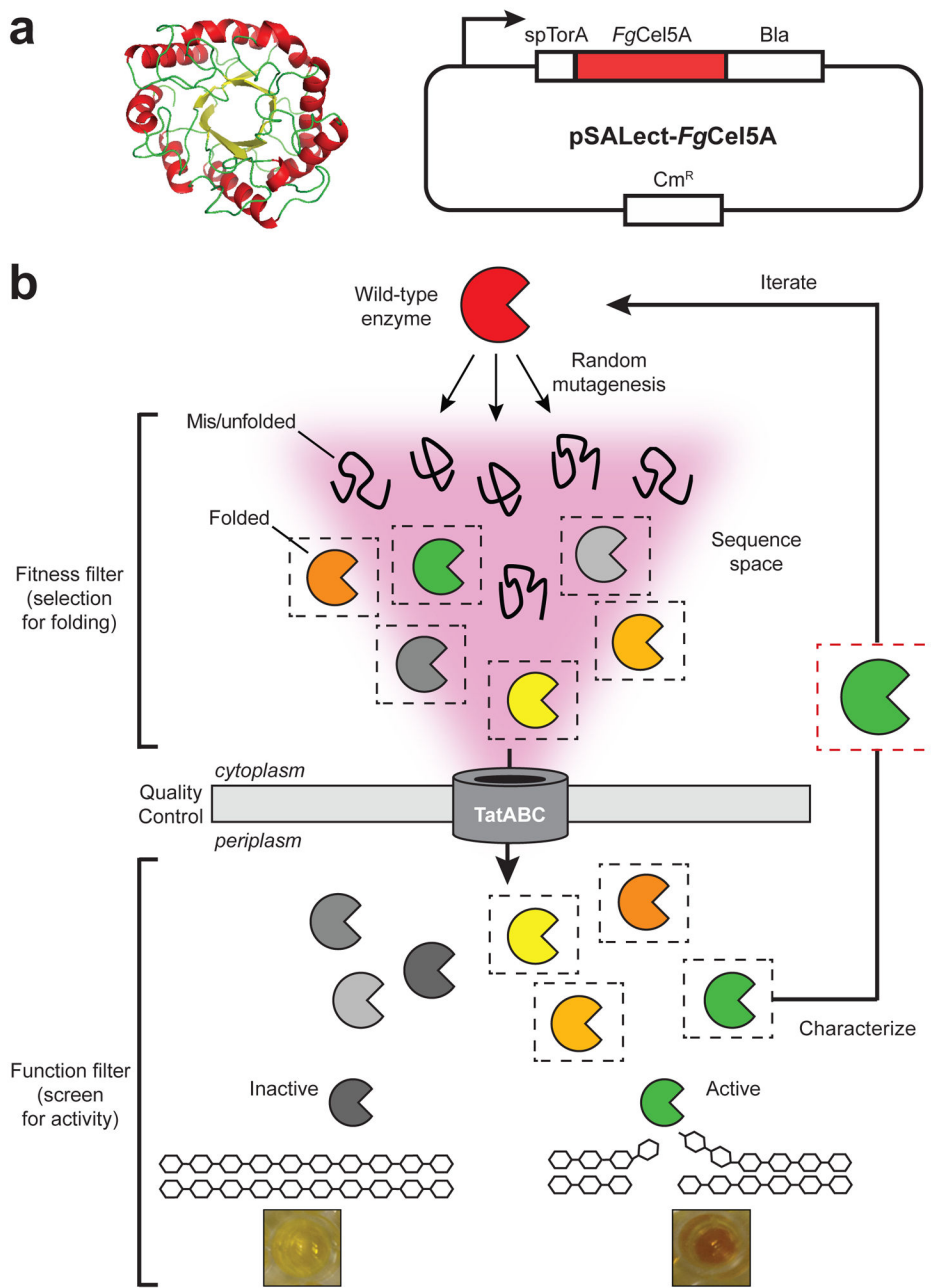 a
spTorA
FgCel5A
Bla
pSALect-FgCel5A
CmR
b
Wild-type
enzyme
Iterate
Random
mutagenesis
Mis/unfolded
Folded
Sequence
space
Fitness filter
(selection
for folding)
cytoplasm
Quality
Control
TatABC
periplasm
Characterize
Function filter
(screen
for activity)
Inactive
Active